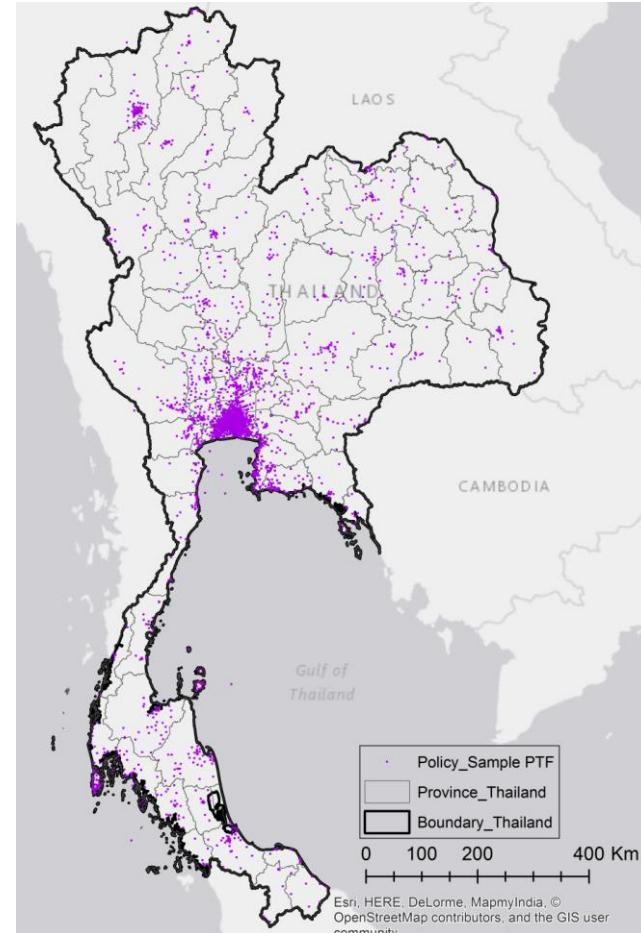 LAOS
THAILAND
CAMBODIA
Gulf of
Thailand
Policy_Sample PTF
Province_Thailand
Boundary_Thailand
0 100 200 400 Km
Esri, HERE, DeLorme, MapmyIndia, ©
OpenStreetMap contributors, and the GIS user
community